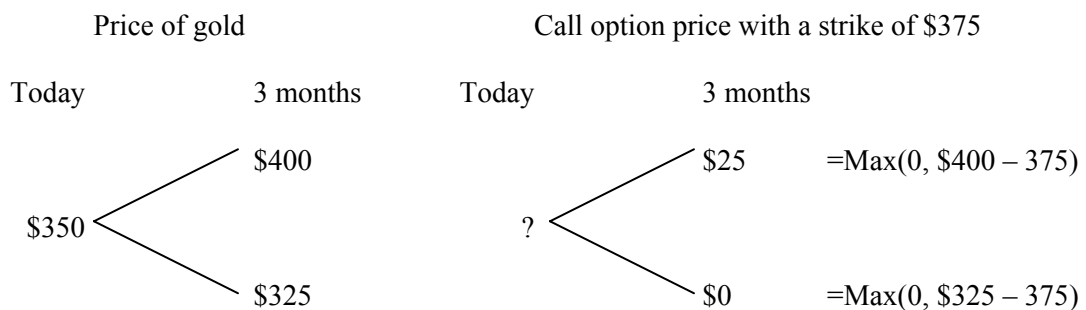 Price of gold Call option price with a strike of $375
Today 3 months Today 3 months
$400 $25 =Max(0, $400 – 375)
$350 ?
$325 $0 =Max(0, $325 – 375)